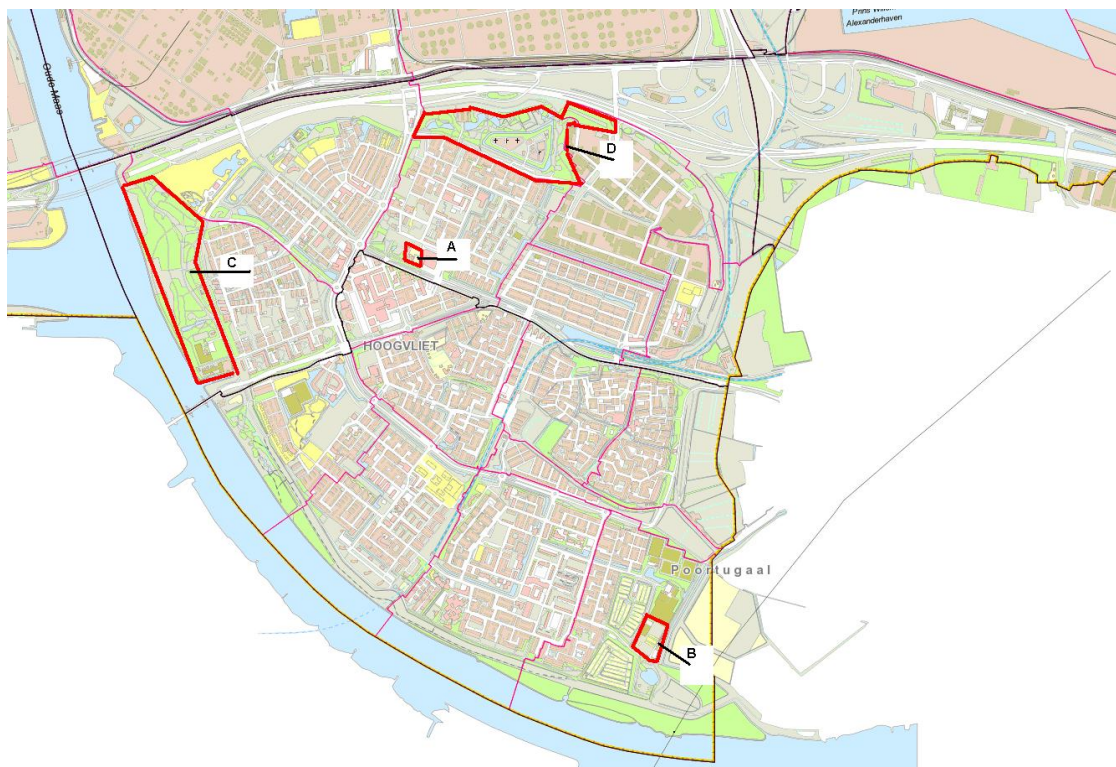 Prins Willem
Alexanderhaven
Oude Maas
D
A
C
HOOGVLIET
Poortugaal
B